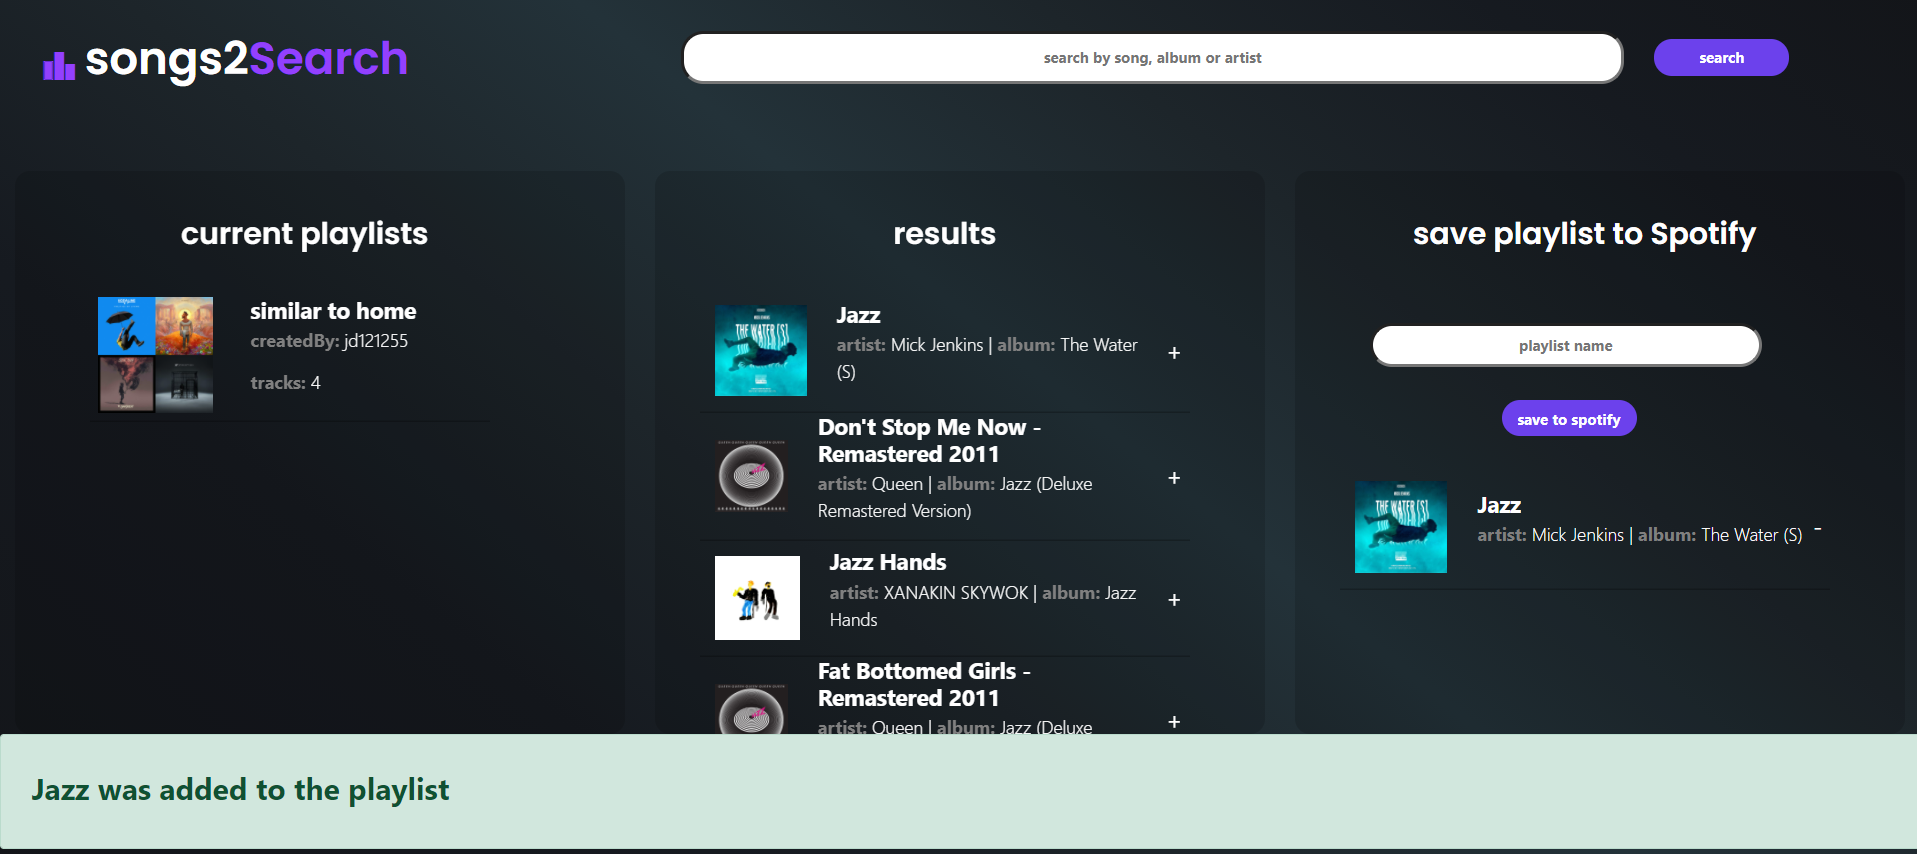 songs2Search
search by song, album or artist
search
current playlists
similar to home
createdBy: jd121255
tracks: 4
results
THE WATER [S]
Jazz
artist: Mick Jenkins | album: The Water
(S)
+
Don't Stop Me Now -
Remastered 2011
artist: Queen | album: Jazz (Deluxe
Remastered Version)
+
Jazz Hands
artist: XANAKIN SKYWOK | album: Jazz
Hands
+
Fat Bottomed Girls -
Remastered 2011
artist: Queen | album: Jazz (Deluxe
+
save playlist to Spotify
playlist name
save to spotify
THE WATER [S]
Jazz
artist: Mick Jenkins | album: The Water (S)
-
Jazz was added to the playlist